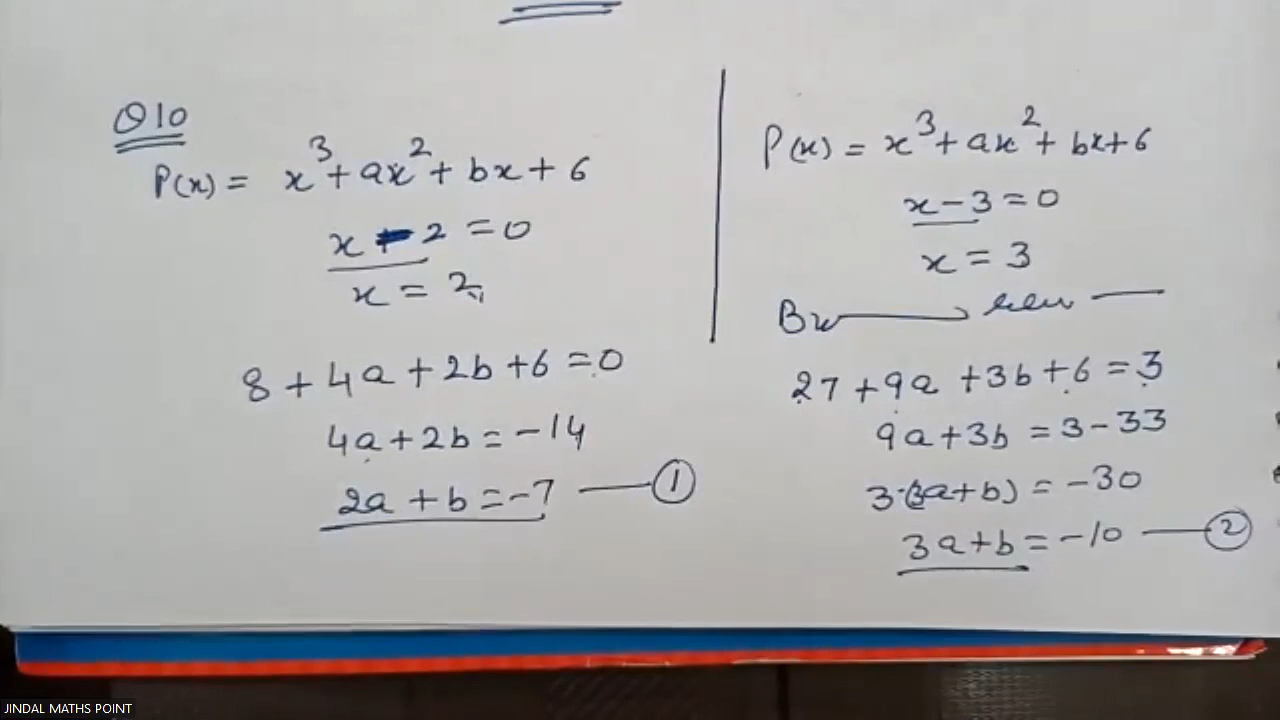 Q10
P(x) = x³ + ax² + bx + 6
x - 2 = 0
x = 2
8 + 4a + 2b + 6 = 0
4a + 2b = -14
2a + b = -7 — ①
P(x) = x³ + ax² + bx + 6
x - 3 = 0
x = 3
27 + 9a + 3b + 6 = 3
9a + 3b = 3 - 33
3(3a + b) = -30
3a + b = -10 — ②
JINDAL MATHS POINT